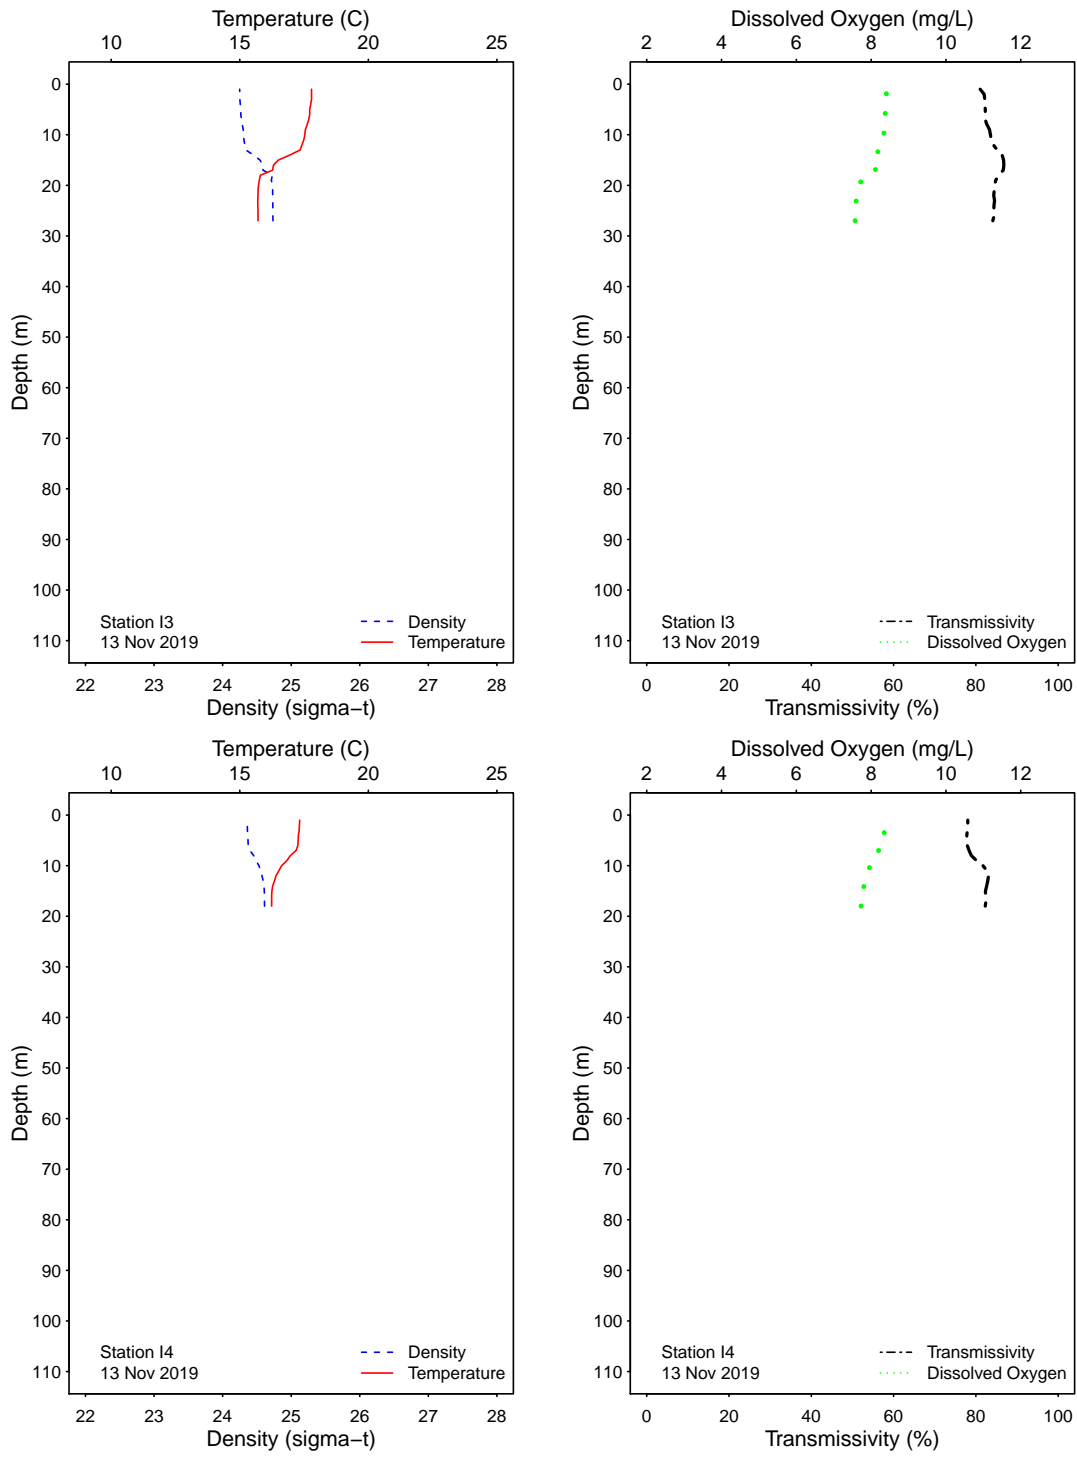 Temperature (C) Dissolved Oxygen (mg/L)
10 15 20 25 2 4 6 8 10 12
0 0
10 10
20 20
30 30
40 40
50 50
60 60
70 70
80 80
90 90
100 100
110 110
Depth (m) Depth (m)
Station I3 Density Station I3 Transmissivity
13 Nov 2019 Temperature 13 Nov 2019 Dissolved Oxygen
22 23 24 25 26 27 28 0 20 40 60 80 100
Density (sigma−t) Transmissivity (%)
Temperature (C) Dissolved Oxygen (mg/L)
10 15 20 25 2 4 6 8 10 12
0 0
10 10
20 20
30 30
40 40
50 50
60 60
70 70
80 80
90 90
100 100
110 110
Depth (m) Depth (m)
Station I4 Density Station I4 Transmissivity
13 Nov 2019 Temperature 13 Nov 2019 Dissolved Oxygen
22 23 24 25 26 27 28 0 20 40 60 80 100
Density (sigma−t) Transmissivity (%)